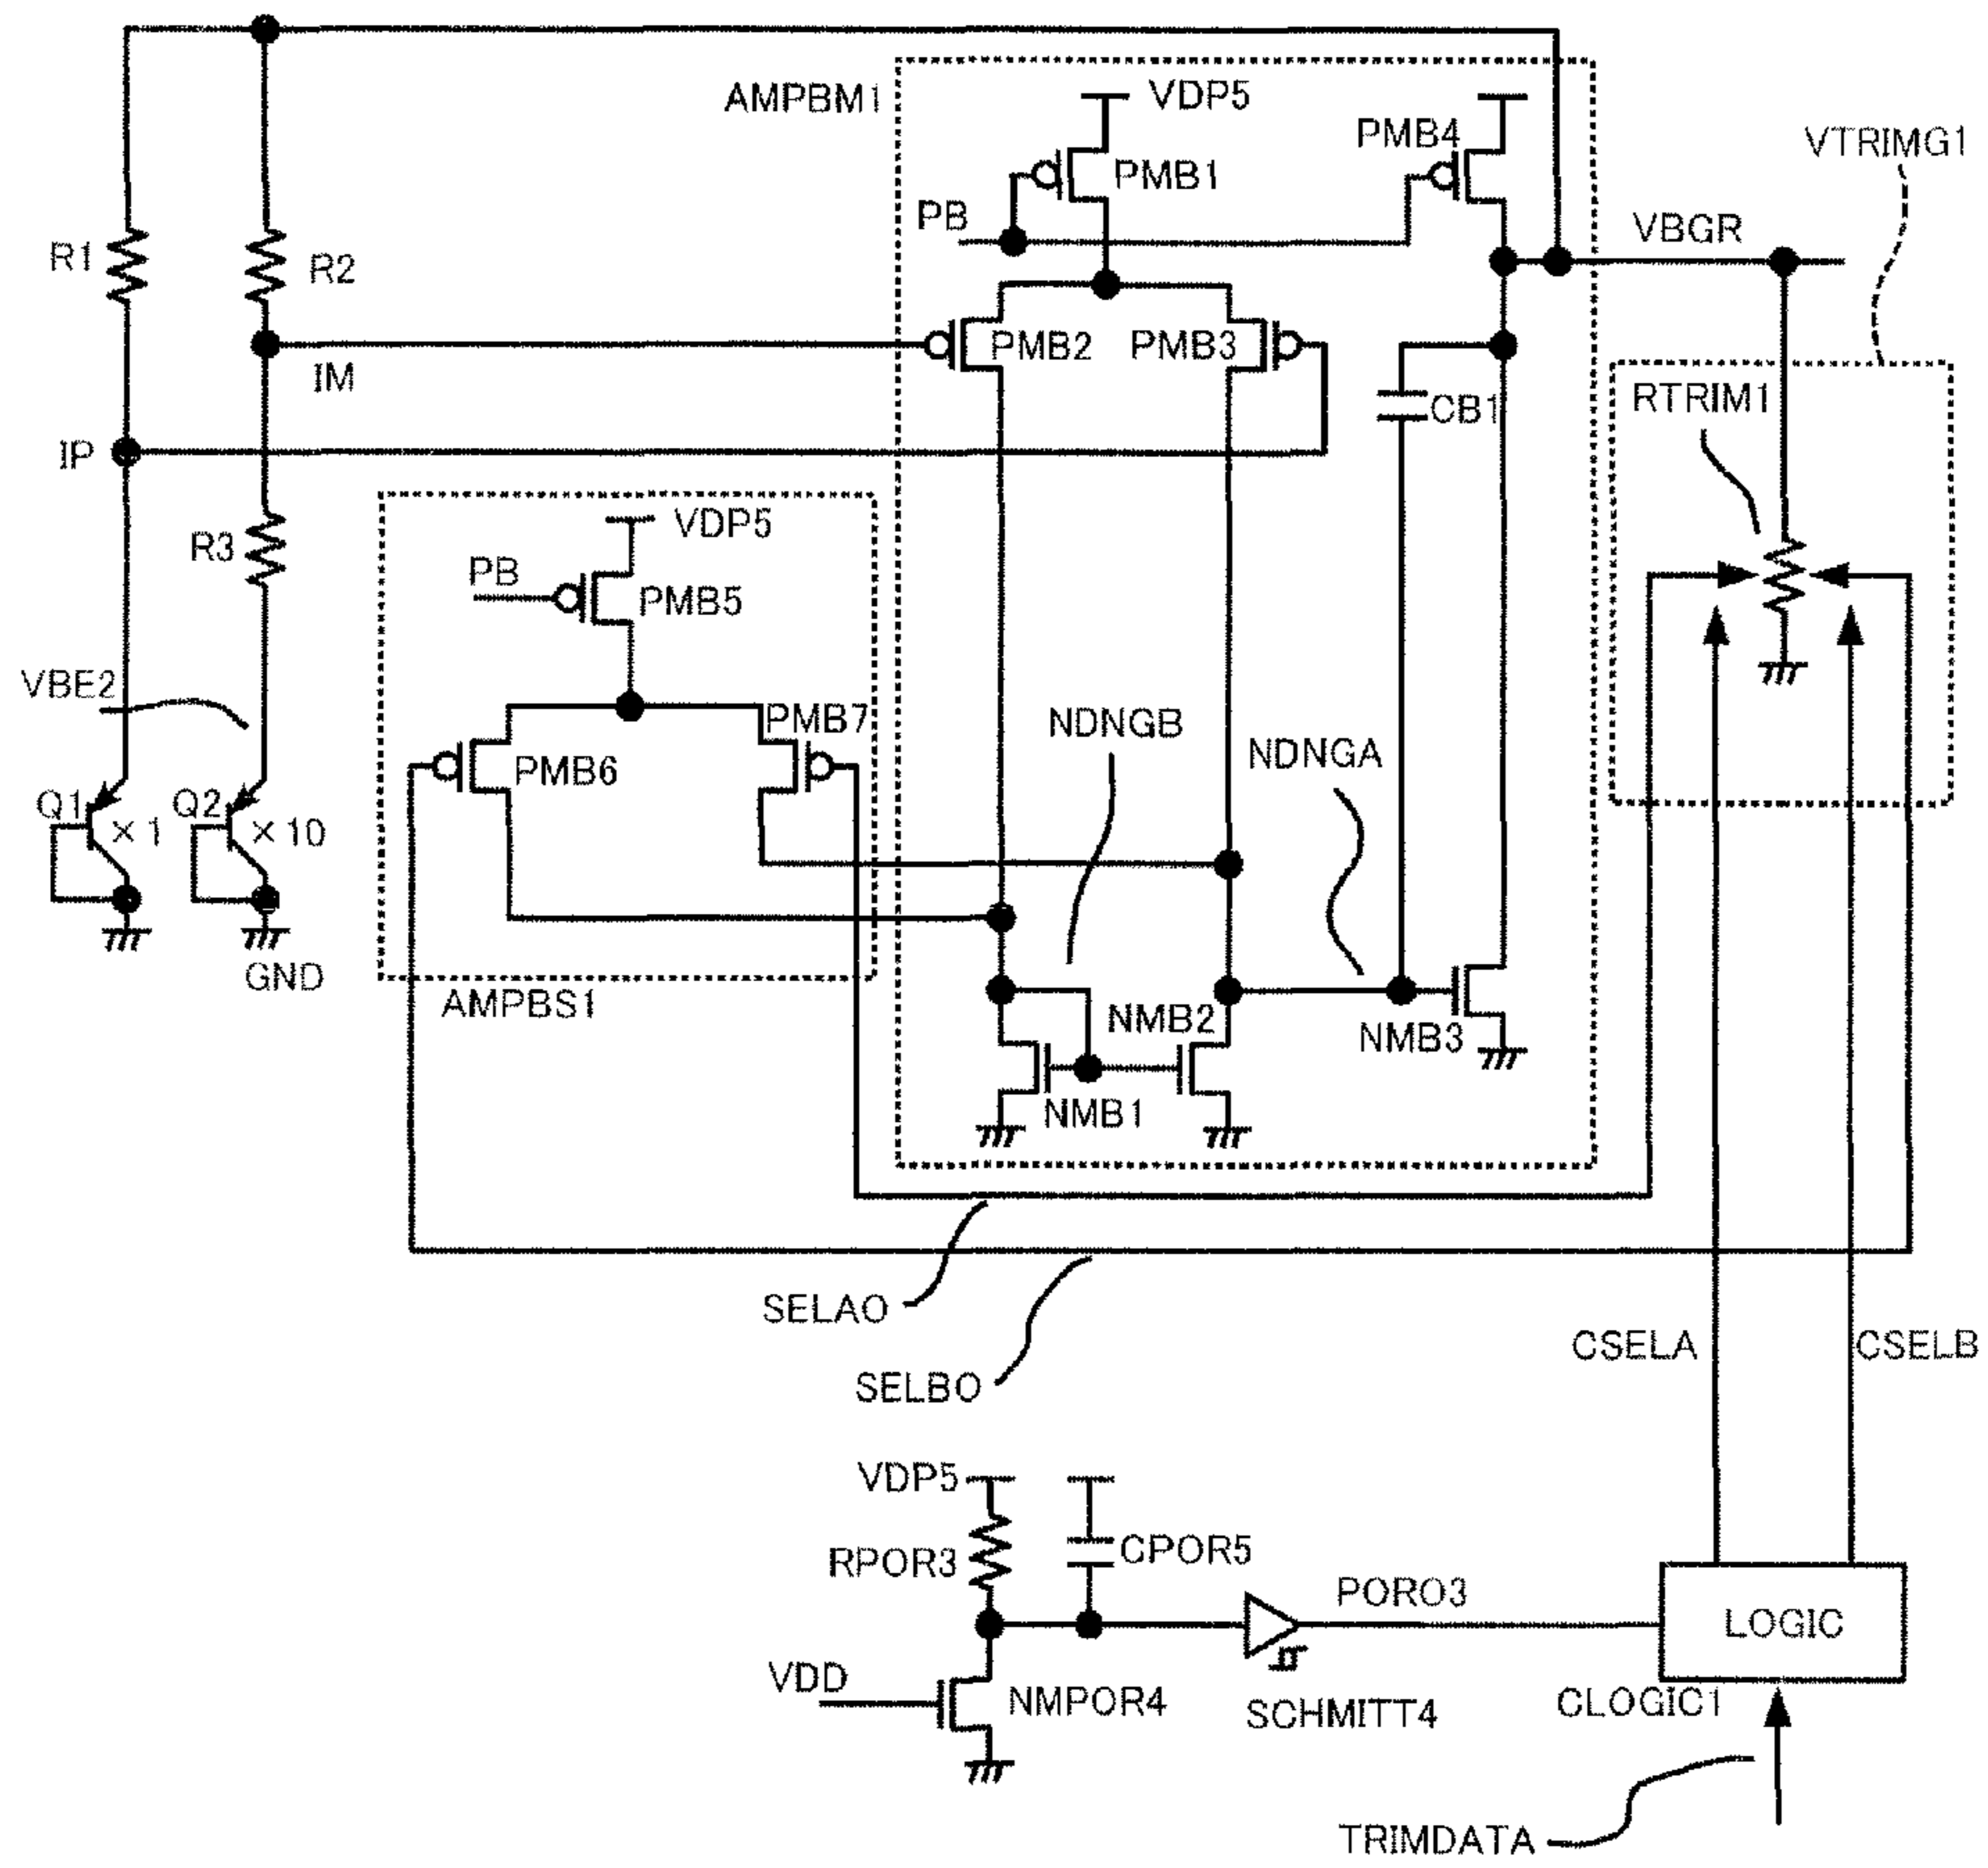 AMPBM1
VDP5
PMB4
PMB1
VTRIMG1
PB
VBGR
R1
R2
PMB2
PMB3
IM
CB1
RTRIM1
IP
VDP5
R3
PB
PMB5
VBE2
PMB7
NDNGB
NDNGA
PMB6
Q1
×1
Q2
×10
GND
AMPBS1
NMB2
NMB3
NMB1
SELAO
SELBO
CSELA
CSELB
VDP5
RPOR3
CPOR5
PORO3
LOGIC
VDD
NMPOR4
SCHMITT4
CLOGIC1
TRIMDATA